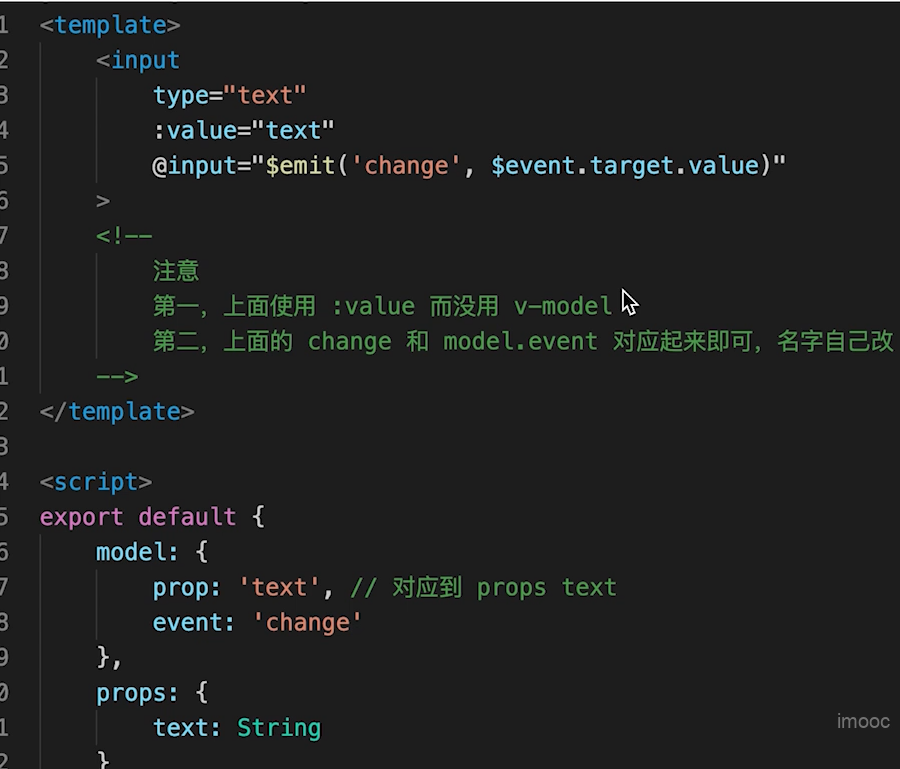 1 <template>
2     <input
3         type="text"
4         :value="text"
5         @input="$emit('change', $event.target.value)"
6     >
7     <!--
8         注意
9         第一，上面使用 :value 而没用 v-model
0         第二，上面的 change 和 model.event 对应起来即可，名字自己改
1     -->
2 </template>
3
4 <script>
5 export default {
6     model: {
7         prop: 'text', // 对应到 props text
8         event: 'change'
9     },
0     props: {
1         text: String
2     }
imooc